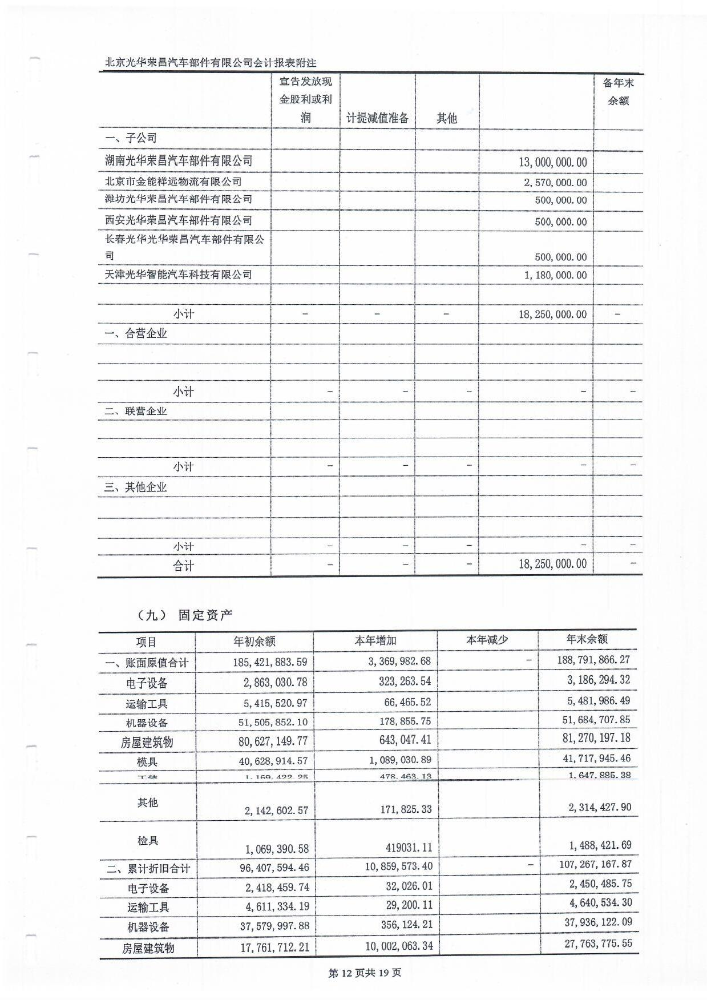 北京光华荣昌汽车部件有限公司会计报表附注
宣告发放现金股利或利润 计提减值准备 其他 备年末余额
一、子公司
湖南光华荣昌汽车部件有限公司 13,000,000.00
北京市金能祥远物流有限公司 2,570,000.00
潍坊光华荣昌汽车部件有限公司 500,000.00
西安光华荣昌汽车部件有限公司 500,000.00
长春光华光华荣昌汽车部件有限公司 500,000.00
天津光华智能汽车科技有限公司 1,180,000.00
小计 - - - 18,250,000.00 -
一、合营企业
小计 - - - - -
二、联营企业
小计 - - - - -
三、其他企业
小计 - - - - -
合计 - - - 18,250,000.00 -
（九） 固定资产
项目 年初余额 本年增加 本年减少 年末余额
一、账面原值合计 185,421,883.59 3,369,982.68 - 188,791,866.27
电子设备 2,863,030.78 323,263.54 3,186,294.32
运输工具 5,415,520.97 66,465.52 5,481,986.49
机器设备 51,505,852.10 178,855.75 51,684,707.85
房屋建筑物 80,627,149.77 643,047.41 81,270,197.18
模具 40,628,914.57 1,089,030.89 41,717,945.46
工装 1,169,422.25 478,463.13 1,647,885.38
其他 2,142,602.57 171,825.33 2,314,427.90
检具 1,069,390.58 419031.11 1,488,421.69
二、累计折旧合计 96,407,594.46 10,859,573.40 - 107,267,167.87
电子设备 2,418,459.74 32,026.01 2,450,485.75
运输工具 4,611,334.19 29,200.11 4,640,534.30
机器设备 37,579,997.88 356,124.21 37,936,122.09
房屋建筑物 17,761,712.21 10,002,063.34 27,763,775.55
第 12 页共 19 页